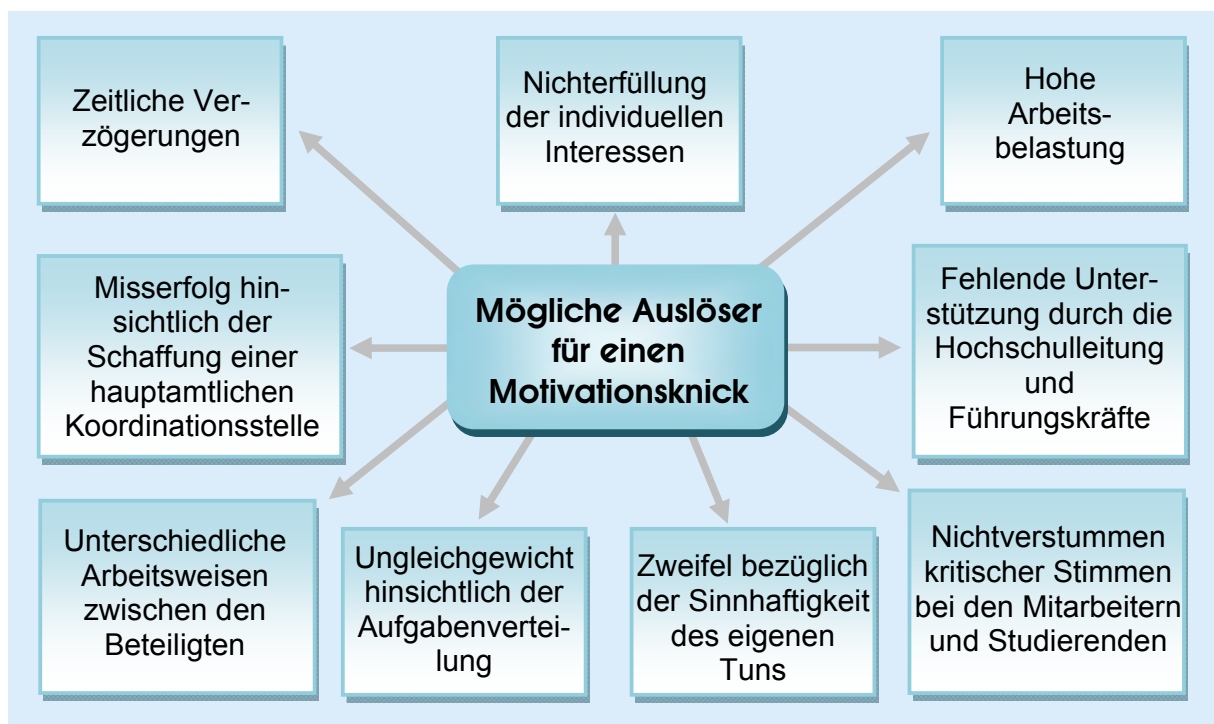 Zeitliche Ver-
zögerungen
Nichterfüllung
der individuellen
Interessen
Hohe
Arbeits-
belastung
Misserfolg hin-
sichtlich der
Schaffung einer
hauptamtlichen
Koordinationsstelle
Mögliche Auslöser
für einen
Motivationsknick
Fehlende Unter-
stützung durch die
Hochschulleitung
und
Führungskräfte
Unterschiedliche
Arbeitsweisen
zwischen den
Beteiligten
Ungleichgewicht
hinsichtlich der
Aufgabenvertei-
lung
Zweifel bezüglich
der Sinnhaftigkeit
des eigenen
Tuns
Nichtverstummen
kritischer Stimmen
bei den Mitarbeitern
und Studierenden